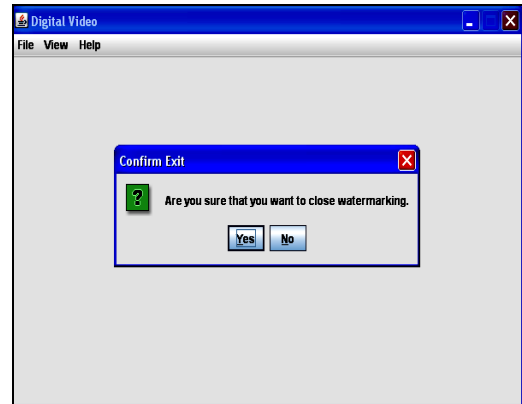 Digital Video
File View Help
Confirm Exit
? Are you sure that you want to close watermarking.
Yes No